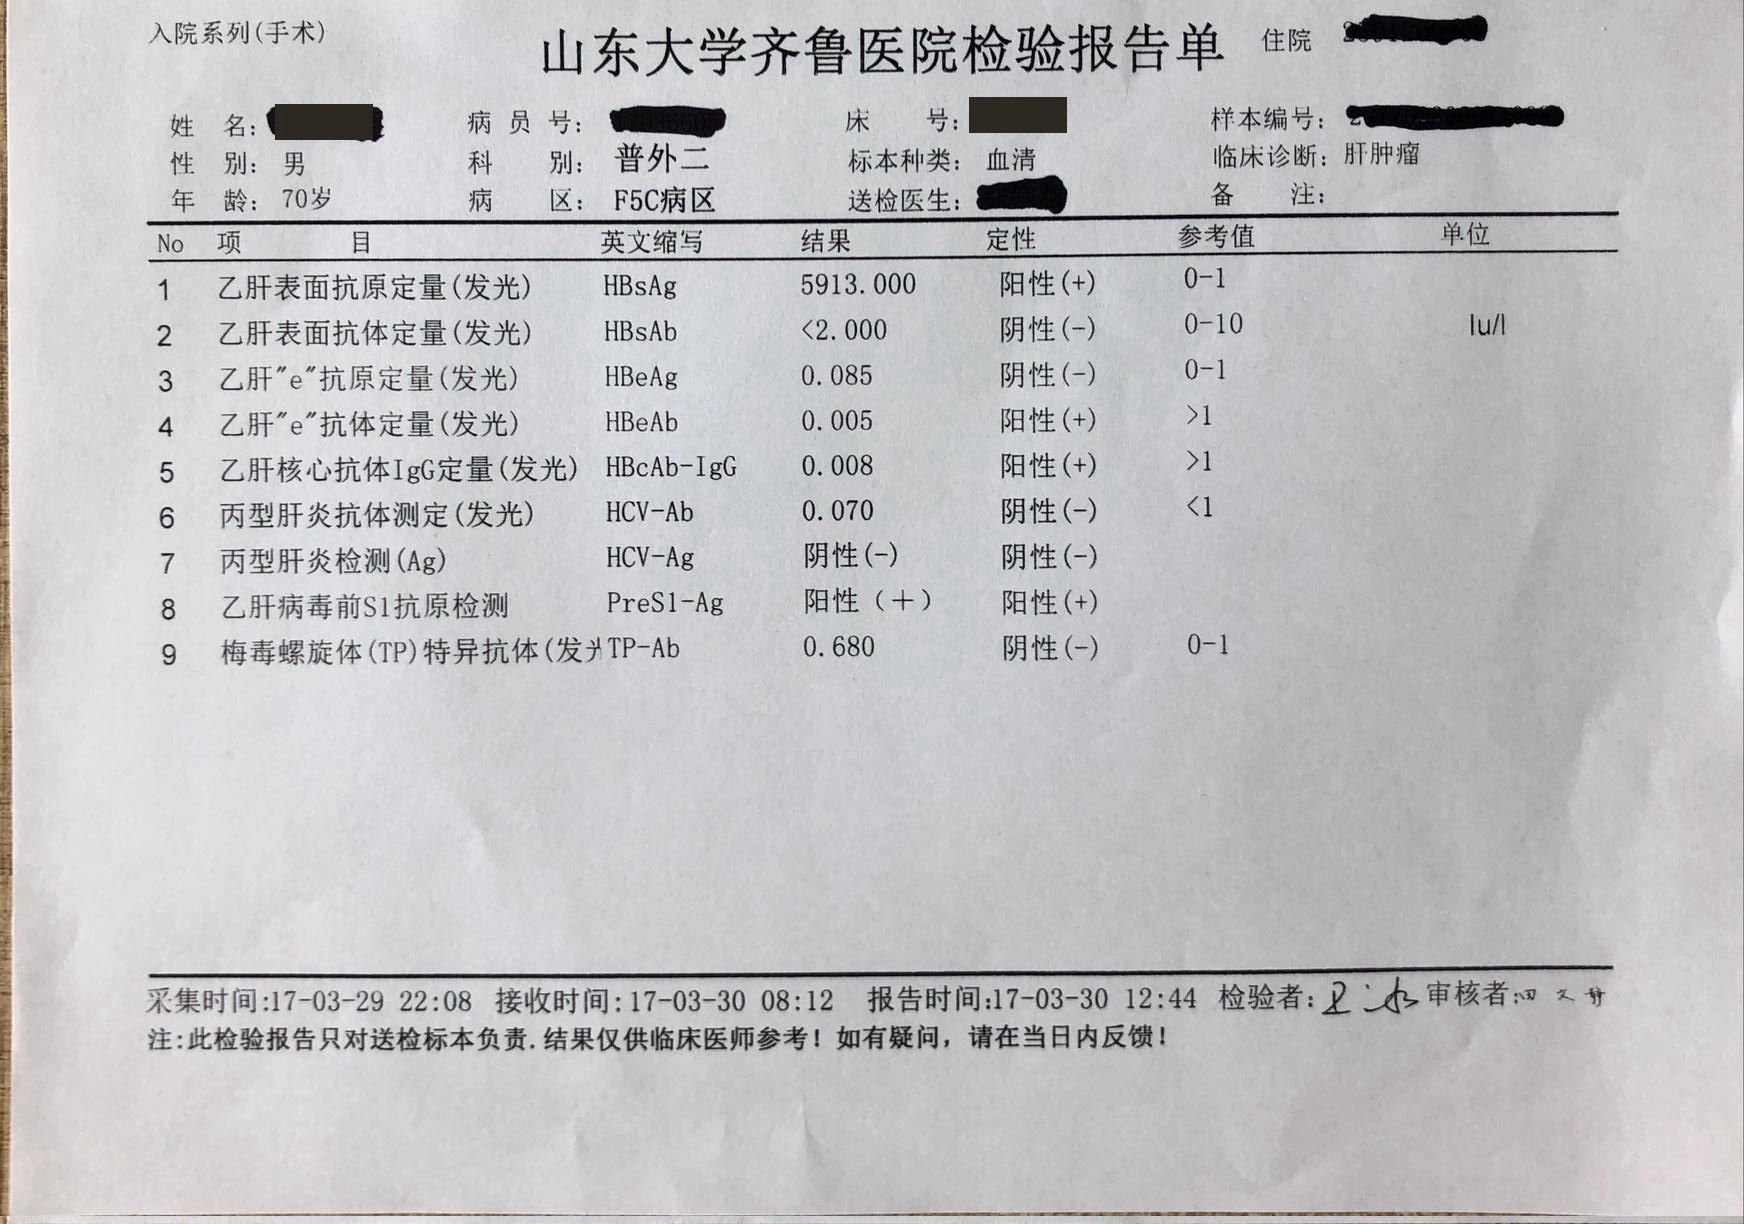 入院系列(手术)
山东大学齐鲁医院检验报告单 住院
姓 名: 病 员 号: 床 号: 样本编号:
性 别: 男 科 别: 普外二 标本种类: 血清 临床诊断: 肝肿瘤
年 龄: 70岁 病 区: F5C病区 送检医生: 备 注:
No 项 目 英文缩写 结果 定性 参考值 单位
1 乙肝表面抗原定量(发光) HBsAg 5913.000 阳性(+) 0-1
2 乙肝表面抗体定量(发光) HBsAb <2.000 阴性(-) 0-10 Iu/l
3 乙肝"e"抗原定量(发光) HBeAg 0.085 阴性(-) 0-1
4 乙肝"e"抗体定量(发光) HBeAb 0.005 阳性(+) >1
5 乙肝核心抗体IgG定量(发光) HBcAb-IgG 0.008 阳性(+) >1
6 丙型肝炎抗体测定(发光) HCV-Ab 0.070 阴性(-) <1
7 丙型肝炎检测(Ag) HCV-Ag 阴性(-) 阴性(-)
8 乙肝病毒前S1抗原检测 PreS1-Ag 阳性（＋） 阳性(+)
9 梅毒螺旋体(TP)特异抗体(发 TP-Ab 0.680 阴性(-) 0-1
采集时间:17-03-29 22:08 接收时间:17-03-30 08:12 报告时间:17-03-30 12:44 检验者: 审核者:
注:此检验报告只对送检标本负责.结果仅供临床医师参考! 如有疑问，请在当日内反馈!